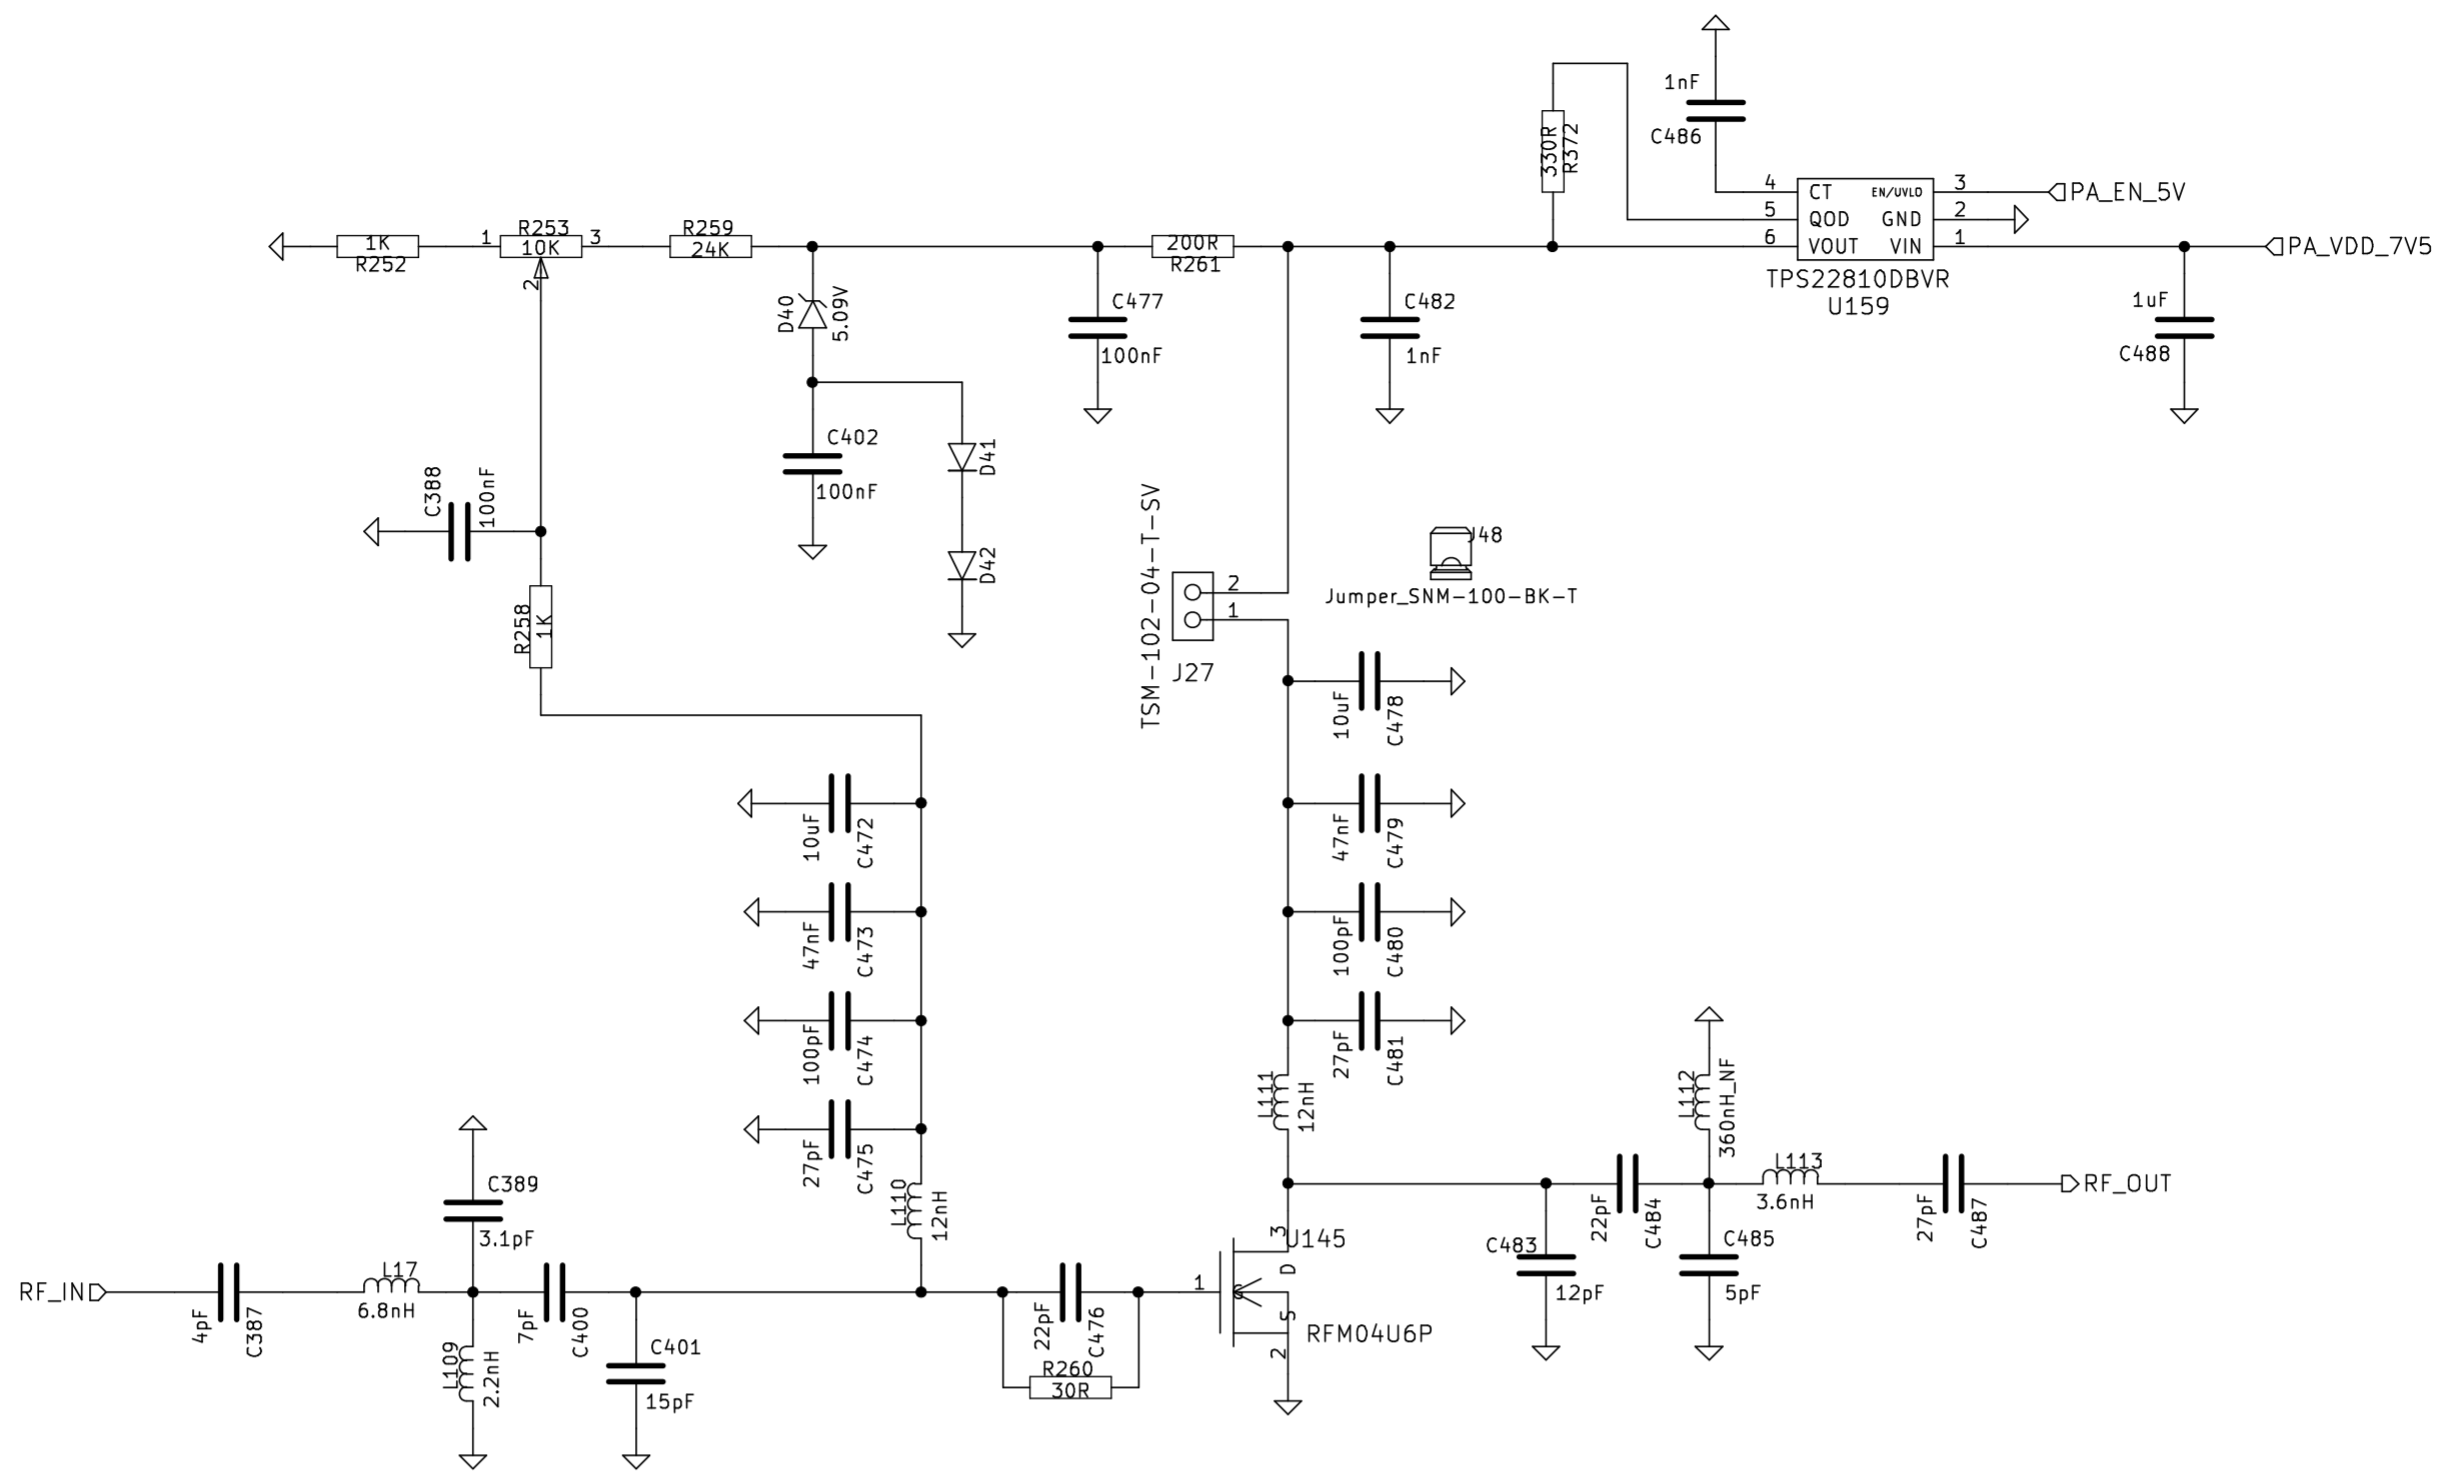 1nF
C486
330R
R372
4 CT EN/UVLO 3 PA_EN_5V
5 QOD GND 2
6 VOUT VIN 1 PA_VDD_7V5
TPS22810DBVR
U159
1uF
C488
1K
R252
1 R253 3
10K
2
R259
24K
200R
R261
D40
5.09V
C477
100nF
C482
1nF
C402
100nF
D41
D42
C388
100nF
R258
1K
TSM-102-04-T-SV
2
1
J27
J48
Jumper_SNM-100-BK-T
10uF
C478
47nF
C479
100pF
C480
27pF
C481
10uF
C472
47nF
C473
100pF
C474
27pF
C475
L110
12nH
L111
12nH
L112
360nH_NF
L113
3.6nH
22pF
C484
27pF
C487
RF_OUT
C483
12pF
C485
5pF
3 U145
D
1 G
S
2
RFM04U6P
C389
3.1pF
RF_IN
4pF
C387
L17
6.8nH
7pF
C400
L109
2.2nH
C401
15pF
22pF
C476
R260
30R